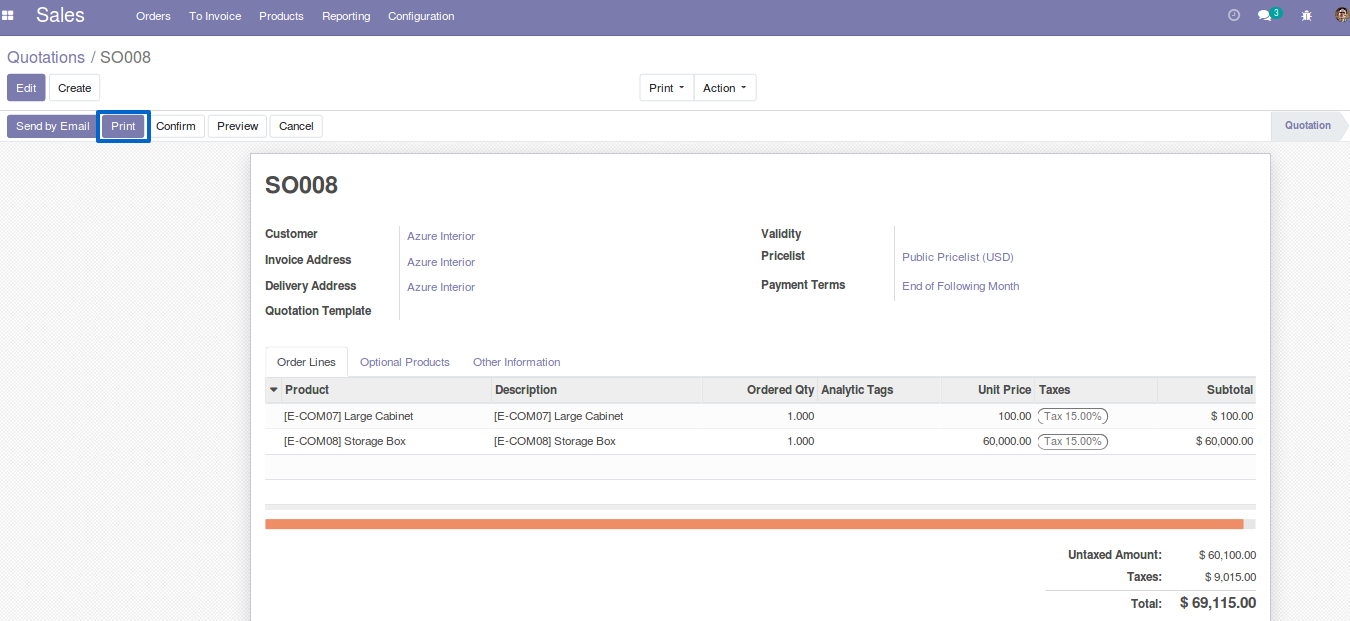 Sales Orders To Invoice Products Reporting Configuration 3
Quotations / SO008
Edit Create Print Action
Send by Email Print Confirm Preview Cancel Quotation
SO008
Customer Azure Interior Validity
Invoice Address Azure Interior Pricelist Public Pricelist (USD)
Delivery Address Azure Interior Payment Terms End of Following Month
Quotation Template
Order Lines Optional Products Other Information
Product Description Ordered Qty Analytic Tags Unit Price Taxes Subtotal
[E-COM07] Large Cabinet [E-COM07] Large Cabinet 1.000 100.00 Tax 15.00% $ 100.00
[E-COM08] Storage Box [E-COM08] Storage Box 1.000 60,000.00 Tax 15.00% $ 60,000.00
Untaxed Amount: $ 60,100.00
Taxes: $ 9,015.00
Total: $ 69,115.00